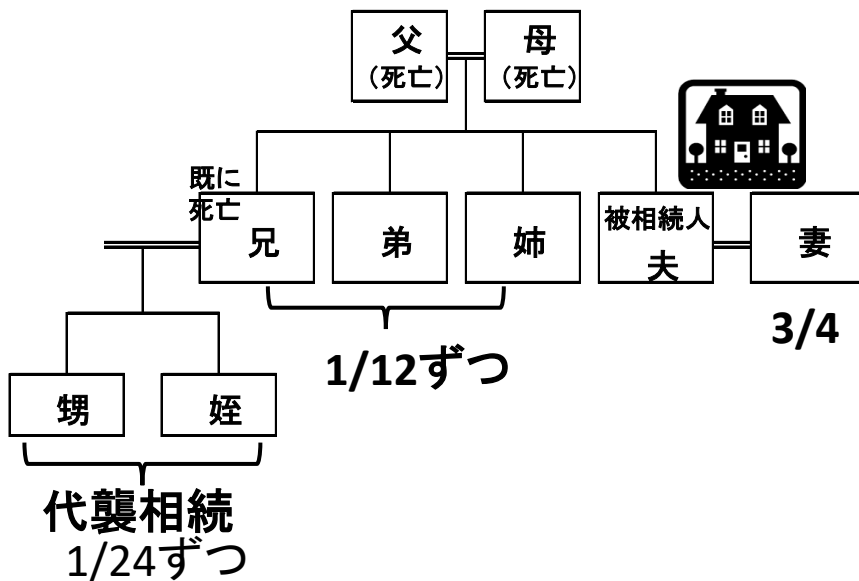 父
（死亡）
母
（死亡）
既に
死亡
兄
弟
姉
被相続人
夫
妻
3/4
1/12ずつ
甥
姪
代襲相続
1/24ずつ